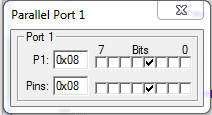 Parallel Port 1
Port 1
7 Bits 0
P1: 0x08
Pins: 0x08